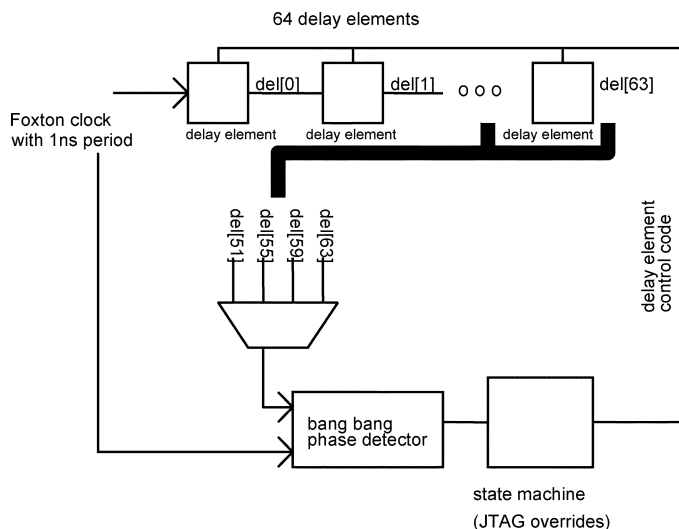 64 delay elements
del[0]
del[1]
o o o
del[63]
delay element
delay element
delay element
Foxton clock
with 1ns period
del[51]
del[55]
del[59]
del[63]
delay element
control code
bang bang
phase detector
state machine
(JTAG overrides)